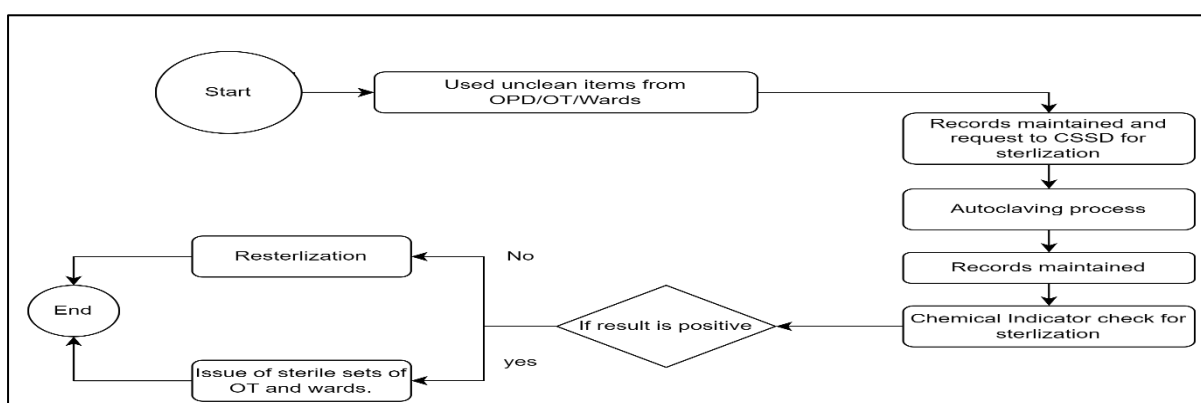 Start
Used unclean items from
OPD/OT/Wards
Records maintained and
request to CSSD for
sterlization
Autoclaving process
Records maintained
Chemical Indicator check for
sterlization
If result is positive
No
Resterlization
yes
Issue of sterile sets of
OT and wards.
End